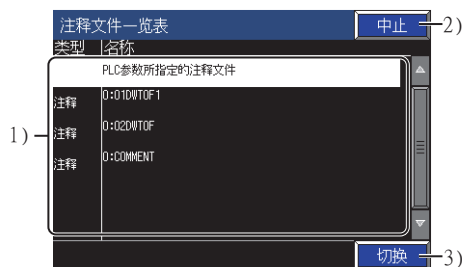 注释文件一览表 中止 2)
类型 名称
PLC参数所指定的注释文件
注释 0:01DWTOF1
注释 0:02DWTOF
注释 0:COMMENT
1)
切换 3)